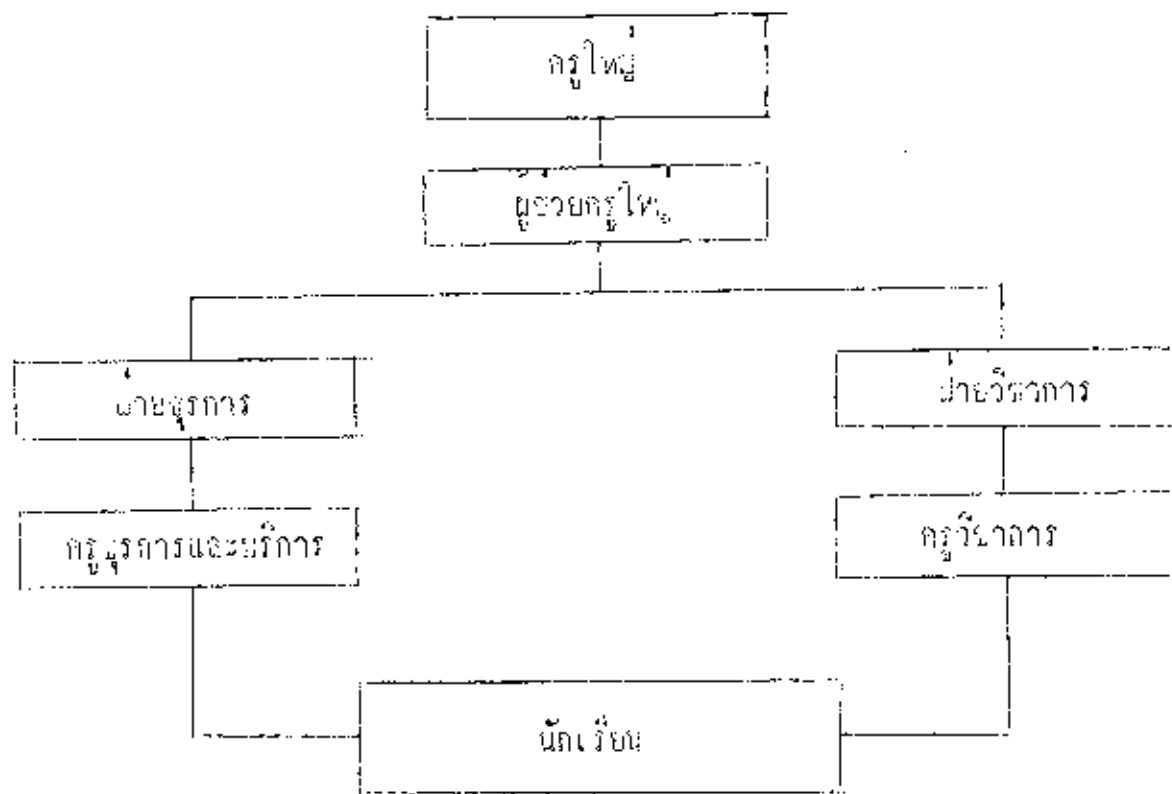 ครูใหญ่
ผู้ช่วยครูใหญ่
ฝ่ายธุรการ
ฝ่ายวิชาการ
ครูธุรการและบริการ
ครูวิชาการ
นักเรียน